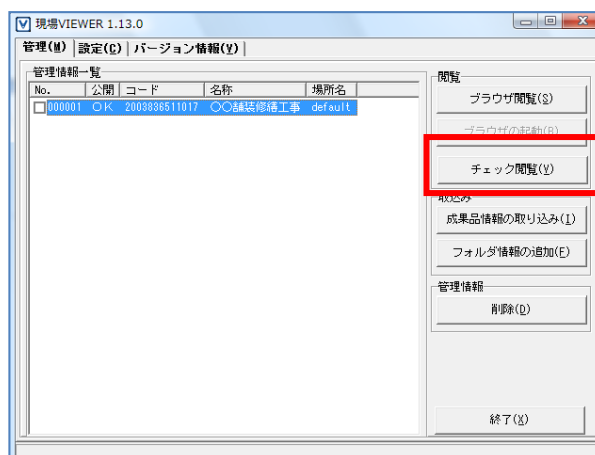 現場VIEWER 1.13.0
管理(M) 設定(C) バージョン情報(Y)
管理情報一覧
No. 公開 コード 名称 場所名
000001 OK 2003836511017 〇〇舗装修繕工事 default
閲覧
ブラウザ閲覧(S)
ブラウザの起動(R)
チェック閲覧(Y)
取込み
成果品情報の取り込み(I)
フォルダ情報の追加(F)
管理情報
削除(D)
終了(X)